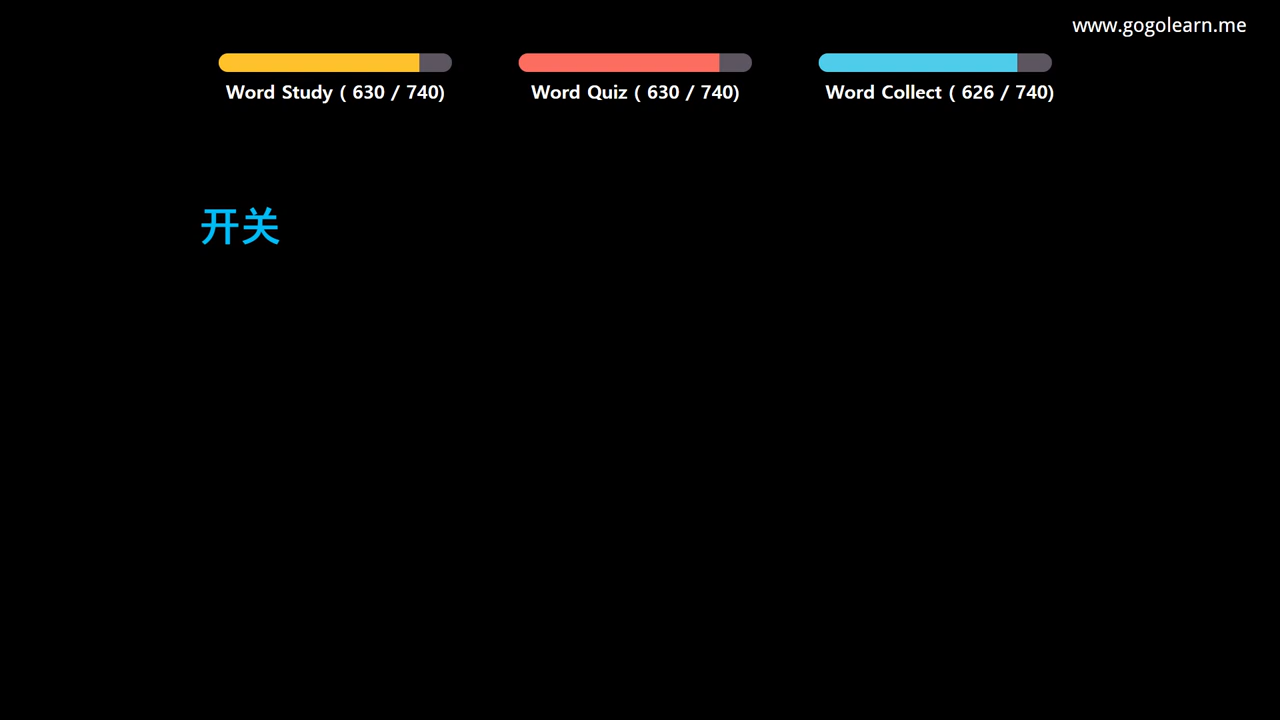 www.gogolearn.me
Word Study ( 630 / 740)
Word Quiz ( 630 / 740)
Word Collect ( 626 / 740)
开关